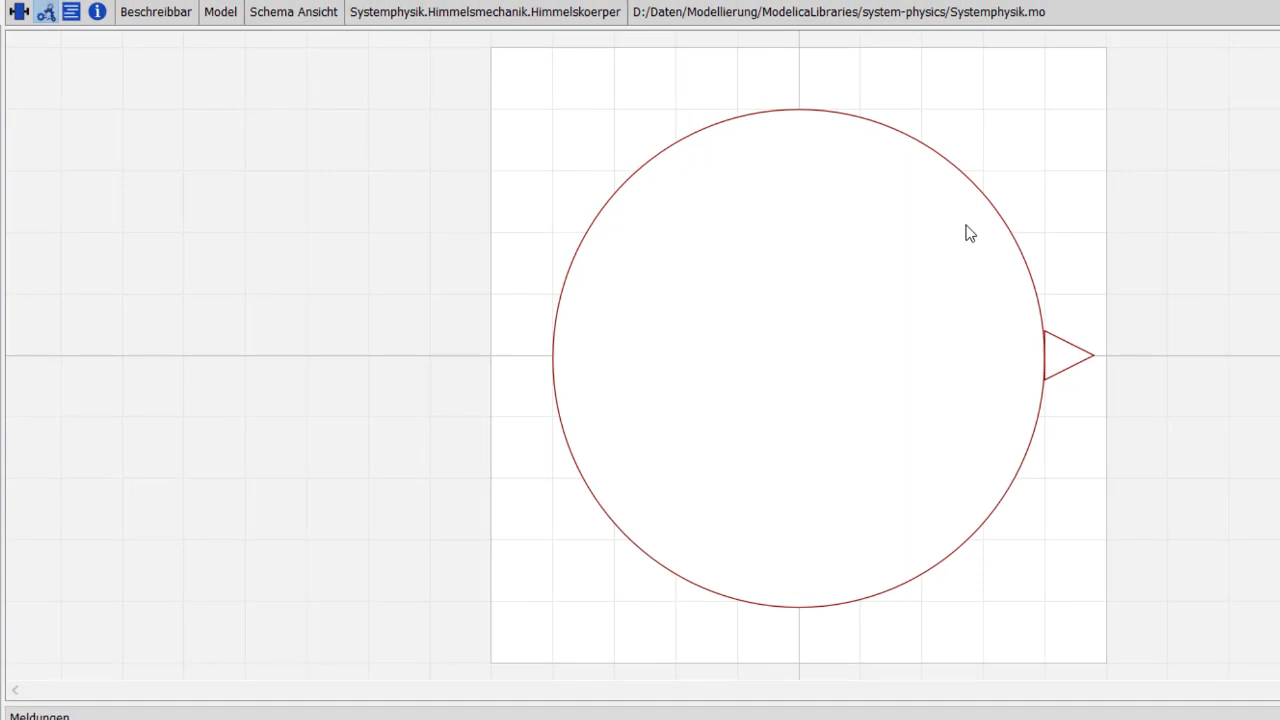 Beschreibbar Model Schema Ansicht Systemphysik.Himmelsmechanik.Himmelskoerper D:/Daten/Modellierung/ModelicaLibraries/system-physics/Systemphysik.mo
Meldungen